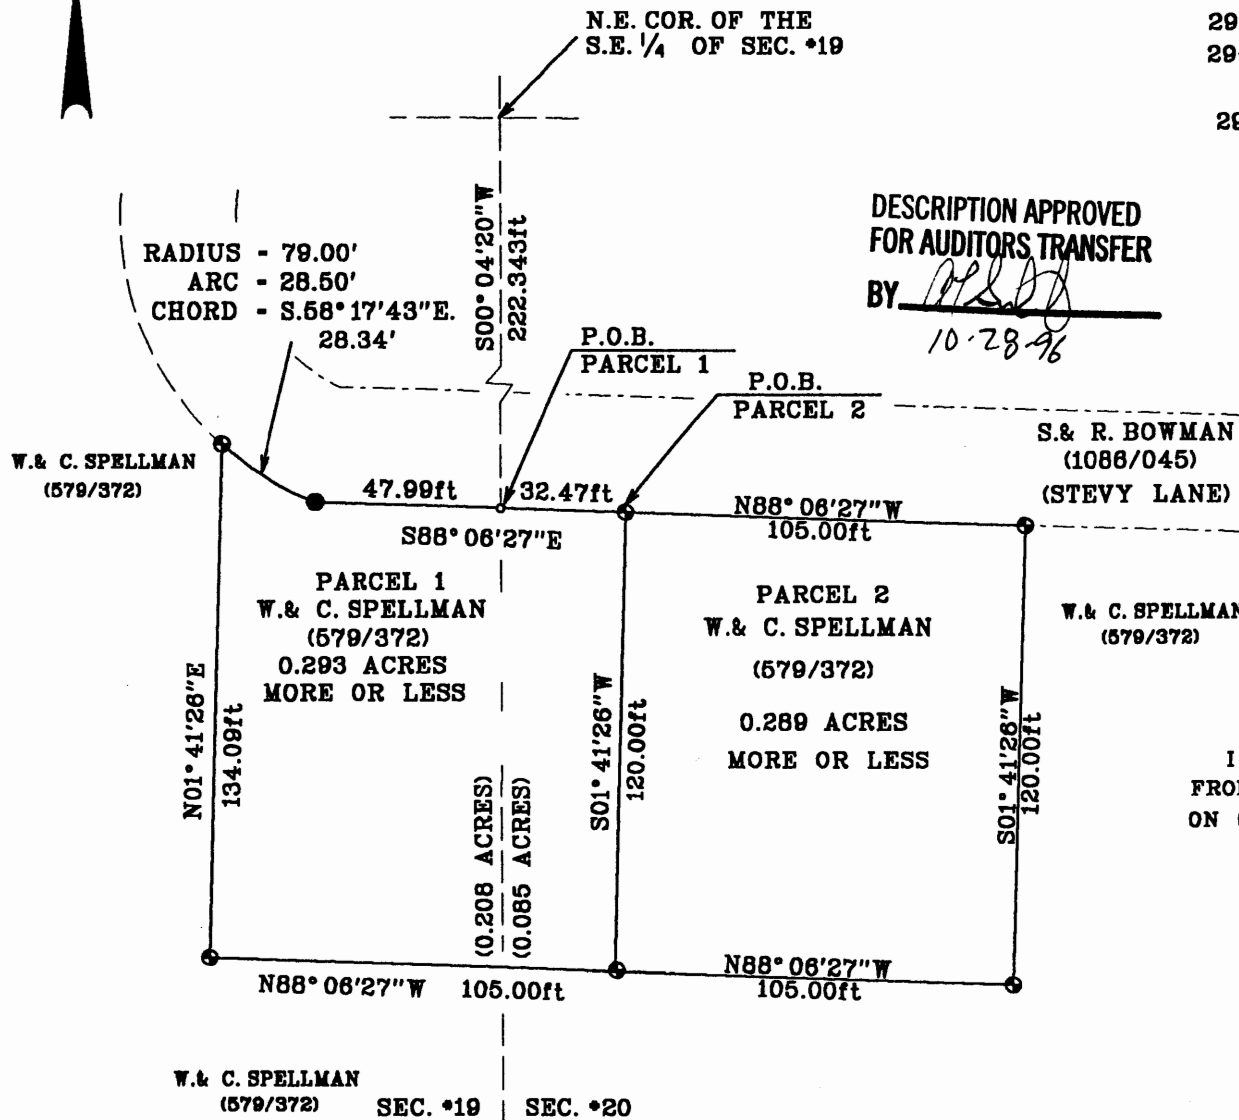 N.E. COR. OF THE
S.E. 1/4 OF SEC. *19
29
29
29
DESCRIPTION APPROVED
FOR AUDITORS TRANSFER
BY
10-28-96
RADIUS - 79.00'
ARC - 28.50'
CHORD - S.58°17'43"E.
28.34'
S00°04'20"W
222.343ft
P.O.B.
PARCEL 1
P.O.B.
PARCEL 2
S.& R. BOWMAN
(1086/045)
(STEVY LANE)
W.& C. SPELLMAN
(579/372)
47.99ft
32.47ft
S88°06'27"E
N88°06'27"W
105.00ft
PARCEL 1
W.& C. SPELLMAN
(579/372)
0.293 ACRES
MORE OR LESS
PARCEL 2
W.& C. SPELLMAN
(579/372)
0.289 ACRES
MORE OR LESS
W.& C. SPELLMAN
(579/372)
N01°41'26"E
134.09ft
S01°41'26"W
120.00ft
S01°41'26"W
120.00ft
I
FRO
ON
(0.208 ACRES)
(0.085 ACRES)
N88°06'27"W 105.00ft
N88°06'27"W
105.00ft
W.& C. SPELLMAN
(579/372)
SEC. *19
SEC. *20